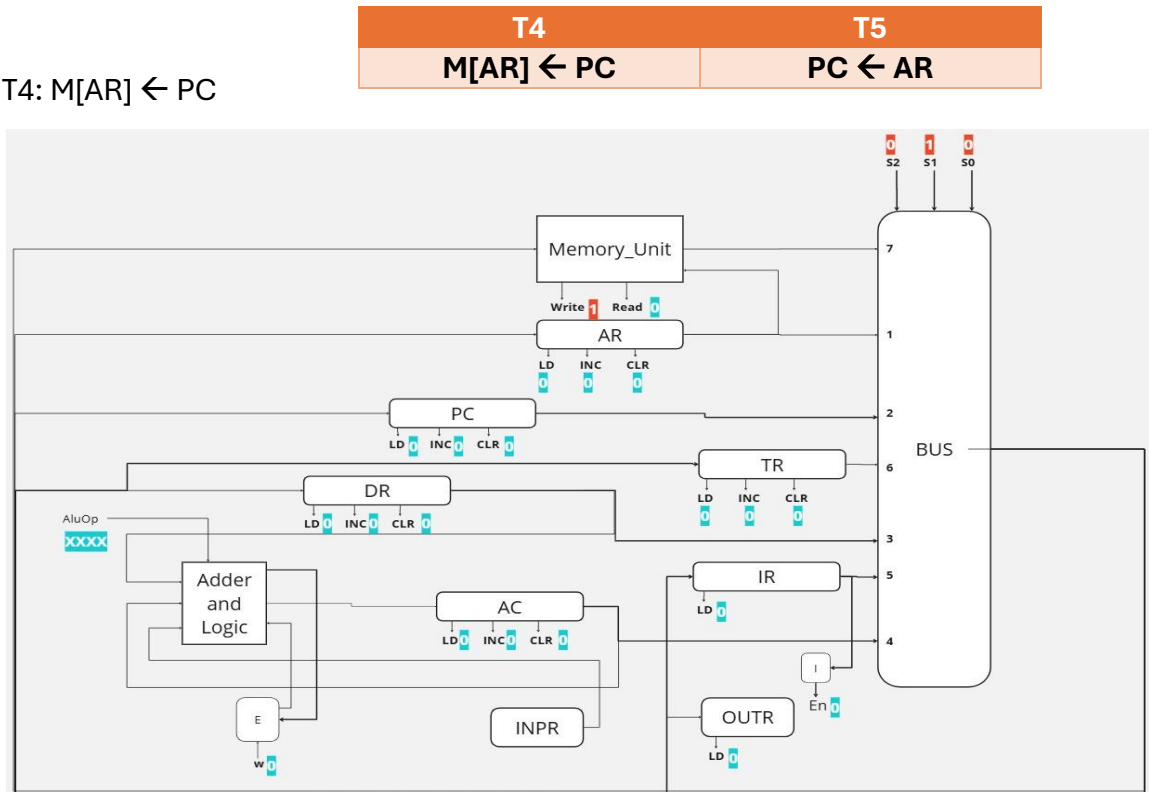 T4 T5
M[AR] ← PC PC ← AR
T4: M[AR] ← PC
0 1 0
S2 S1 S0
Memory_Unit 7
Write 1 Read 0
AR 1
LD INC CLR
0 0 0
PC 2
LD 0 INC 0 CLR 0
BUS
TR 6
DR
LD INC CLR
0 0 0
LD 0 INC 0 CLR 0
AluOp
XXXX
3
Adder
and
Logic
IR 5
LD 0
AC
LD 0 INC 0 CLR 0
4
I
En 0
E
W 0
INPR
OUTR
LD 0